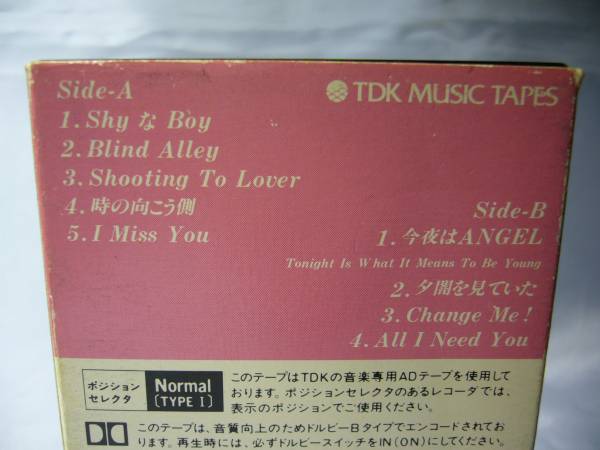 Side-A
1.Shy な Boy
2.Blind Alley
3.Shooting To Lover
4.時の向こう側
5.I Miss You
TDK MUSIC TAPES
Side-B
1.今夜はANGEL
Tonight Is What It Means To Be Young
2.夕闇を見ていた
3.Change Me!
4.All I Need You
ポジション
セレクタ
Normal
[TYPE I]
このテープはTDKの音楽専用ADテープを使用して
おります。ポジションセレクタのあるレコーダでは、
表示のポジションでご使用ください。
このテープは、音質向上のためドルビーBタイプでエンコードされてお
ります。再生時には、必ずドルビースイッチをIN(ON)にしてください。